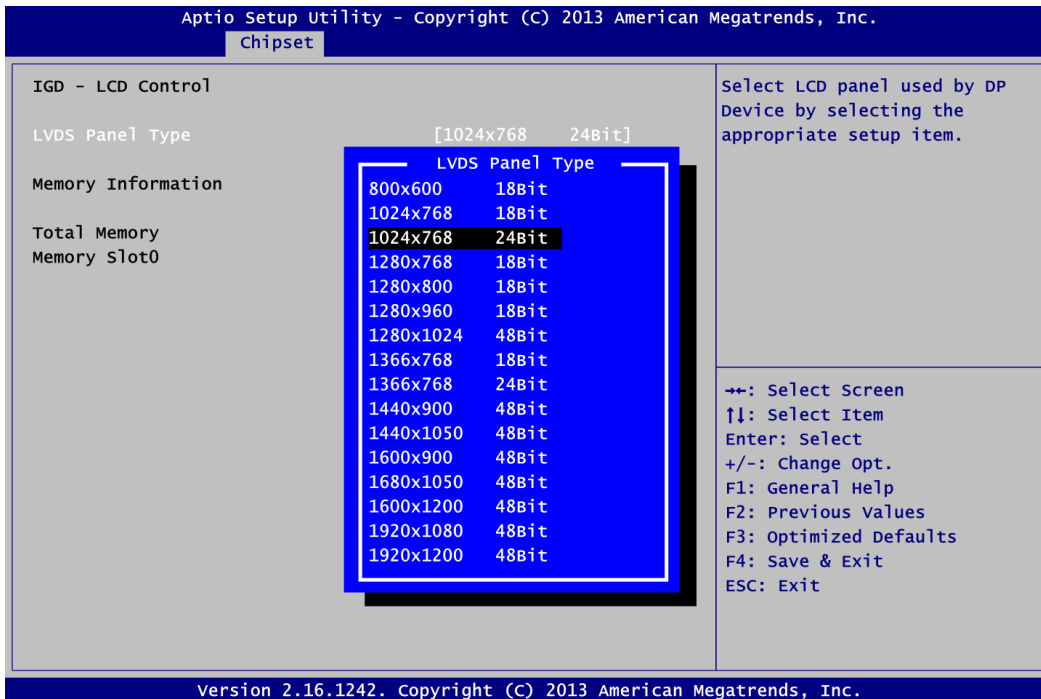 Aptio Setup Utility - Copyright (C) 2013 American Megatrends, Inc.
Chipset
IGD - LCD Control
LVDS Panel Type [1024x768 24Bit]
Memory Information
Total Memory
Memory Slot0
LVDS Panel Type
800x600 18Bit
1024x768 18Bit
1024x768 24Bit
1280x768 18Bit
1280x800 18Bit
1280x960 18Bit
1280x1024 48Bit
1366x768 18Bit
1366x768 24Bit
1440x900 48Bit
1440x1050 48Bit
1600x900 48Bit
1680x1050 48Bit
1600x1200 48Bit
1920x1080 48Bit
1920x1200 48Bit
Select LCD panel used by DP
Device by selecting the
appropriate setup item.
→←: Select Screen
↑↓: Select Item
Enter: Select
+/-: Change Opt.
F1: General Help
F2: Previous Values
F3: Optimized Defaults
F4: Save & Exit
ESC: Exit
Version 2.16.1242. Copyright (C) 2013 American Megatrends, Inc.